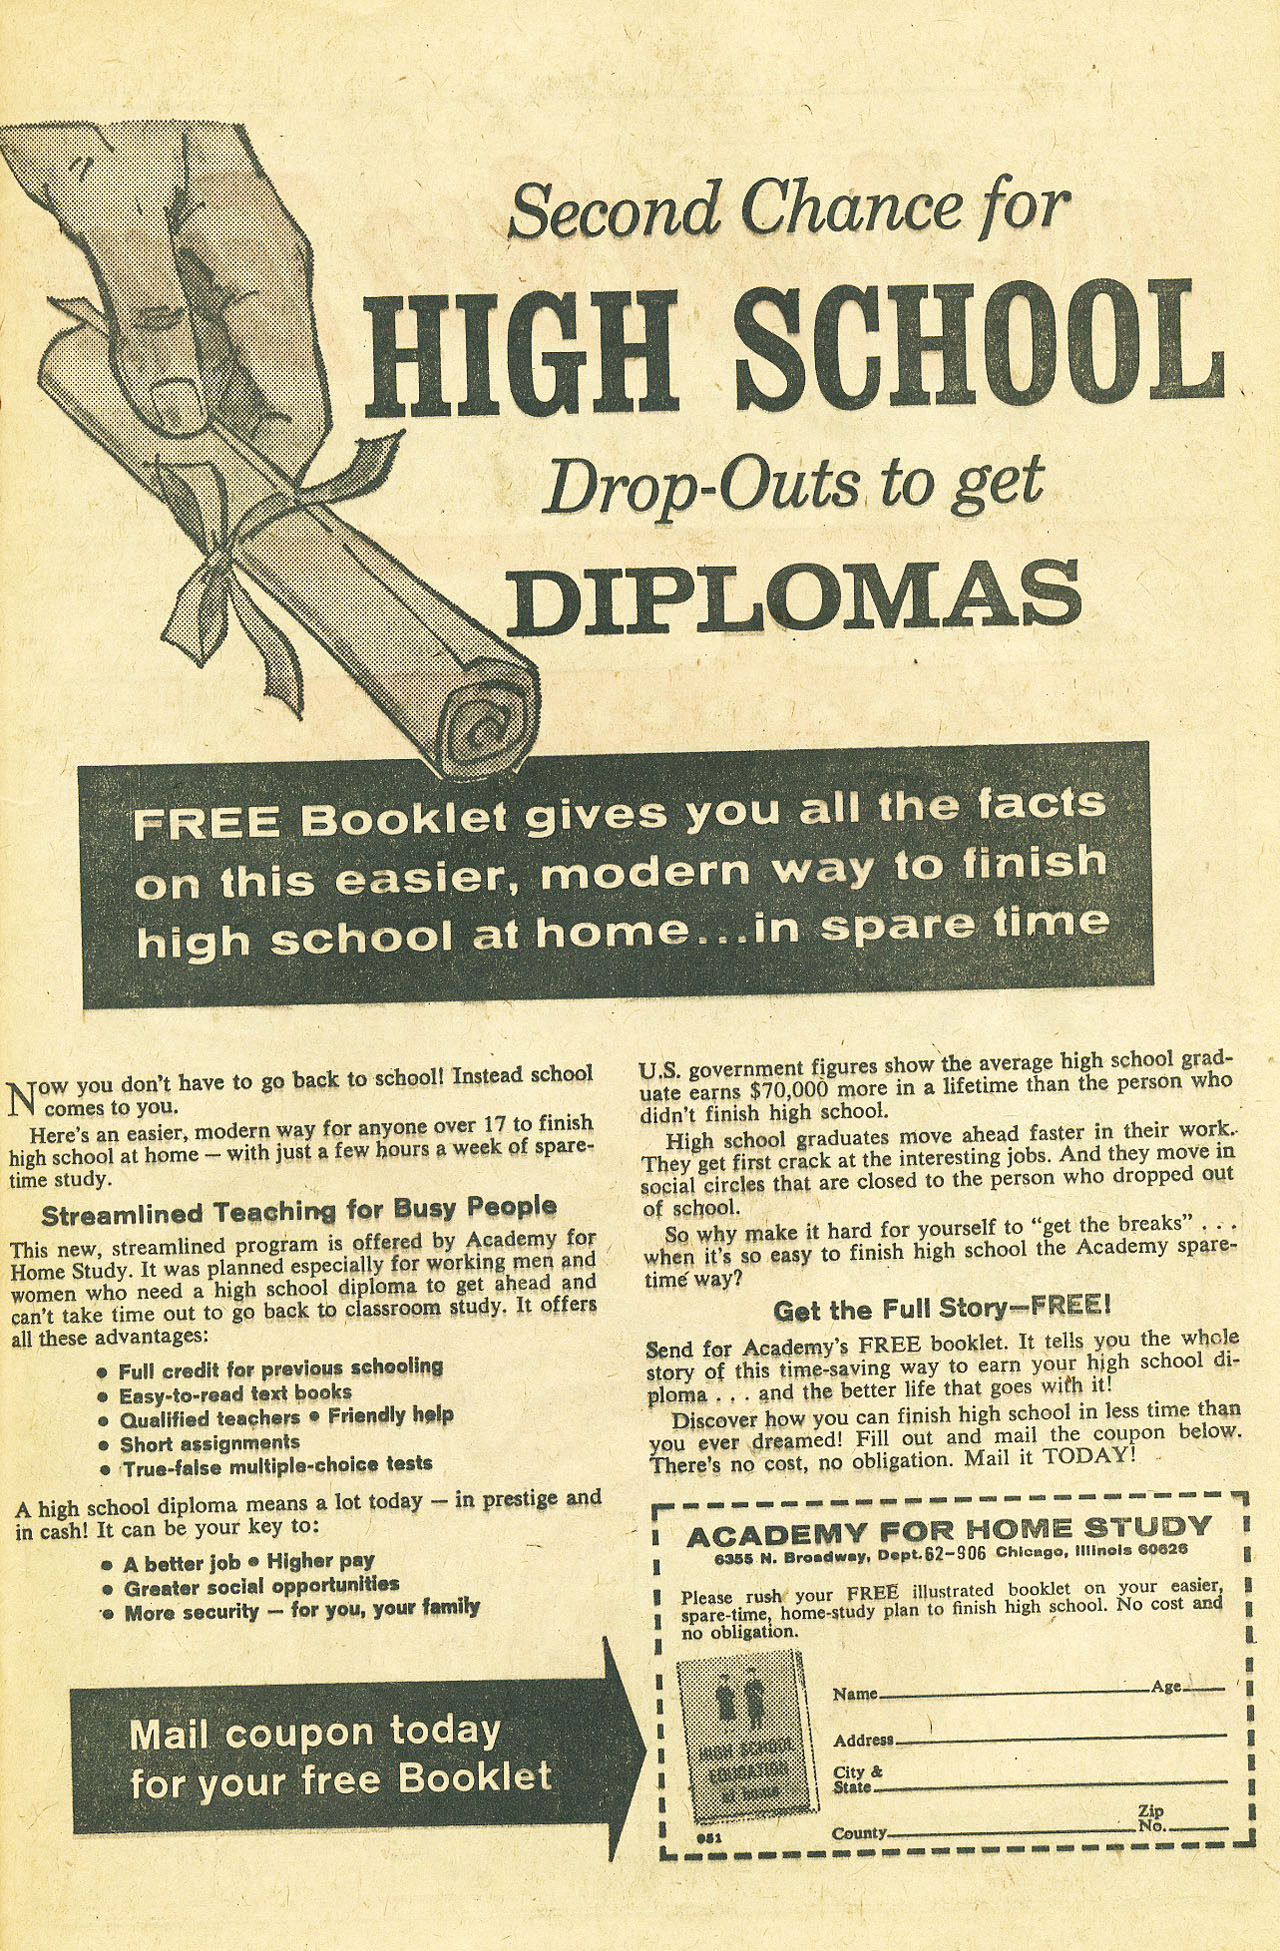 Second Chance for
HIGH SCHOOL
Drop-Outs to get
DIPLOMAS
FREE Booklet gives you all the facts
on this easier, modern way to finish
high school at home...in spare time
Now you don't have to go back to school! Instead school
comes to you.
Here's an easier, modern way for anyone over 17 to finish
high school at home — with just a few hours a week of spare-
time study.
Streamlined Teaching for Busy People
This new, streamlined program is offered by Academy for
Home Study. It was planned especially for working men and
women who need a high school diploma to get ahead and
can't take time out to go back to classroom study. It offers
all these advantages:
• Full credit for previous schooling
• Easy-to-read text books
• Qualified teachers • Friendly help
• Short assignments
• True-false multiple-choice tests
A high school diploma means a lot today — in prestige and
in cash! It can be your key to:
• A better job • Higher pay
• Greater social opportunities
• More security — for you, your family
Mail coupon today
for your free Booklet
U.S. government figures show the average high school grad-
uate earns $70,000 more in a lifetime than the person who
didn't finish high school.
High school graduates move ahead faster in their work.
They get first crack at the interesting jobs. And they move in
social circles that are closed to the person who dropped out
of school.
So why make it hard for yourself to "get the breaks" . . .
when it's so easy to finish high school the Academy spare-
time way?
Get the Full Story—FREE!
Send for Academy's FREE booklet. It tells you the whole
story of this time-saving way to earn your high school di-
ploma . . . and the better life that goes with it!
Discover how you can finish high school in less time than
you ever dreamed! Fill out and mail the coupon below.
There's no cost, no obligation. Mail it TODAY!
ACADEMY FOR HOME STUDY
6355 N. Broadway, Dept. 62-906 Chicago, Illinois 60626
Please rush your FREE illustrated booklet on your easier,
spare-time, home-study plan to finish high school. No cost and
no obligation.
HIGH SCHOOL
EDUCATION
at home
051
Name Age
Address
City &
State
County Zip
No.